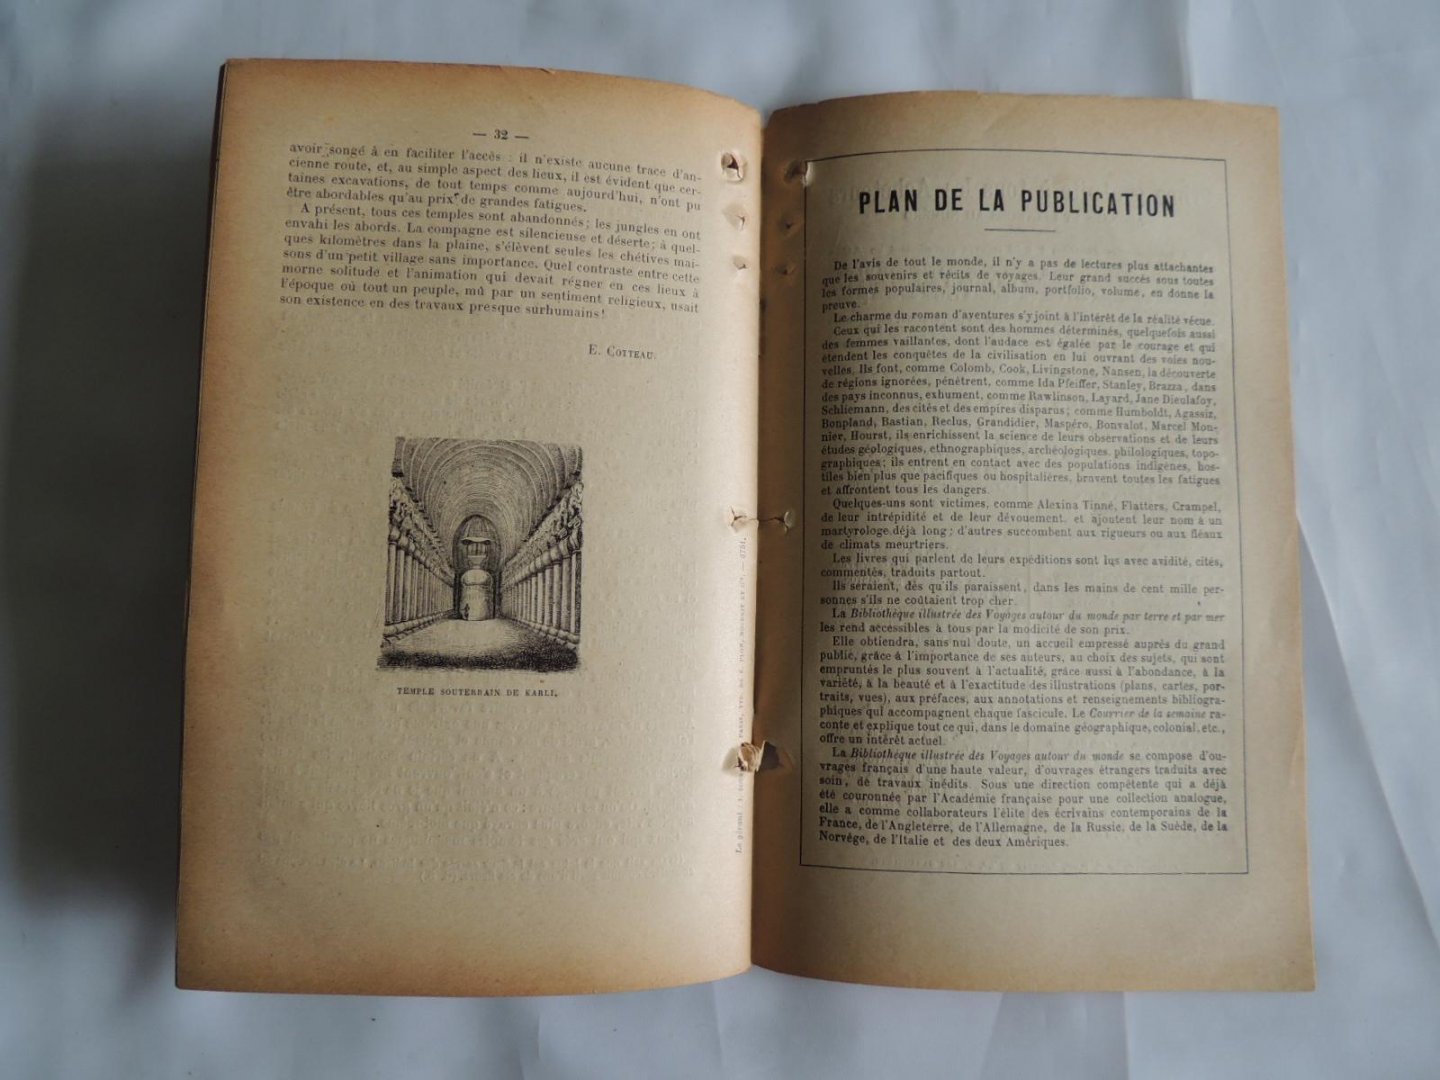 — 32 —
avoir songé à en faciliter l'accès : il n'existe aucune trace d'an-
cienne route, et, au simple aspect des lieux, il est évident que cer-
taines excavations, de tout temps comme aujourd'hui, n'ont pu
être abordables qu'au prix de grandes fatigues.
A présent, tous ces temples sont abandonnés; les jungles en ont
envahi les abords. La compagne est silencieuse et déserte; à quel-
ques kilomètres dans la plaine, s'élèvent seules les chétives mai-
sons d'un petit village sans importance. Quel contraste entre cette
morne solitude et l'animation qui devait régner en ces lieux à
l'époque où tout un peuple, mû par un sentiment religieux, usait
son existence en des travaux presque surhumains!
E. COTTEAU.
TEMPLE SOUTERRAIN DE KARLI.
Le gérant
PLAN DE LA PUBLICATION
De l'avis de tout le monde, il n'y a pas de lectures plus attachantes
que les souvenirs et récits de voyages. Leur grand succès sous toutes
les formes populaires, journal, album, portfolio, volume, en donne la
preuve.
Le charme du roman d'aventures s'y joint à l'intérêt de la réalité vécue.
Ceux qui les racontent sont des hommes déterminés, quelquefois aussi
des femmes vaillantes, dont l'audace est égalée par le courage et qui
étendent les conquêtes de la civilisation en lui ouvrant des voies nou-
velles. Ils font, comme Colomb, Cook, Livingstone, Nansen, la découverte
de régions ignorées, pénètrent, comme Ida Pfeiffer, Stanley, Brazza, dans
des pays inconnus, exhument, comme Rawlinson, Layard, Jane Dieulafoy,
Schliemann, des cités et des empires disparus; comme Humboldt, Agassiz,
Bonpland, Bastian, Reclus, Grandidier, Maspéro, Bonvalot, Marcel Mon-
nier, Hourst, ils enrichissent la science de leurs observations et de leurs
études géologiques, ethnographiques, archéologiques, philologiques, topo-
graphiques; ils entrent en contact avec des populations indigènes, hos-
tiles bien plus que pacifiques ou hospitalières, bravent toutes les fatigues
et affrontent tous les dangers.
Quelques-uns sont victimes, comme Alexina Tinné, Flatters, Crampel,
de leur intrépidité et de leur dévouement, et ajoutent leur nom à un
martyrologe déjà long; d'autres succombent aux rigueurs ou aux fléaux
de climats meurtriers.
Les livres qui parlent de leurs expéditions sont lus avec avidité, cités,
commentés, traduits partout.
Ils seraient, dès qu'ils paraissent, dans les mains de cent mille per-
sonnes s'ils ne coûtaient trop cher.
La Bibliothèque illustrée des Voyages autour du monde par terre et par mer
les rend accessibles à tous par la modicité de son prix.
Elle obtiendra, sans nul doute, un accueil empressé auprès du grand
public, grâce à l'importance de ses auteurs, au choix des sujets, qui sont
empruntés le plus souvent à l'actualité, grâce aussi à l'abondance, à la
variété, à la beauté et à l'exactitude des illustrations (plans, cartes, por-
traits, vues), aux préfaces, aux annotations et renseignements bibliogra-
phiques qui accompagnent chaque fascicule. Le Courrier de la semaine ra-
conte et explique tout ce qui, dans le domaine géographique, colonial, etc.,
offre un intérêt actuel.
La Bibliothèque illustrée des Voyages autour du monde se compose d'ou-
vrages français d'une haute valeur, d'ouvrages étrangers traduits avec
soin, de travaux inédits. Sous une direction compétente qui a déjà
été couronnée par l'Académie française pour une collection analogue,
elle a comme collaborateurs l'élite des écrivains contemporains de la
France, de l'Angleterre, de l'Allemagne, de la Russie, de la Suède, de la
Norvège, de l'Italie et des deux Amériques.